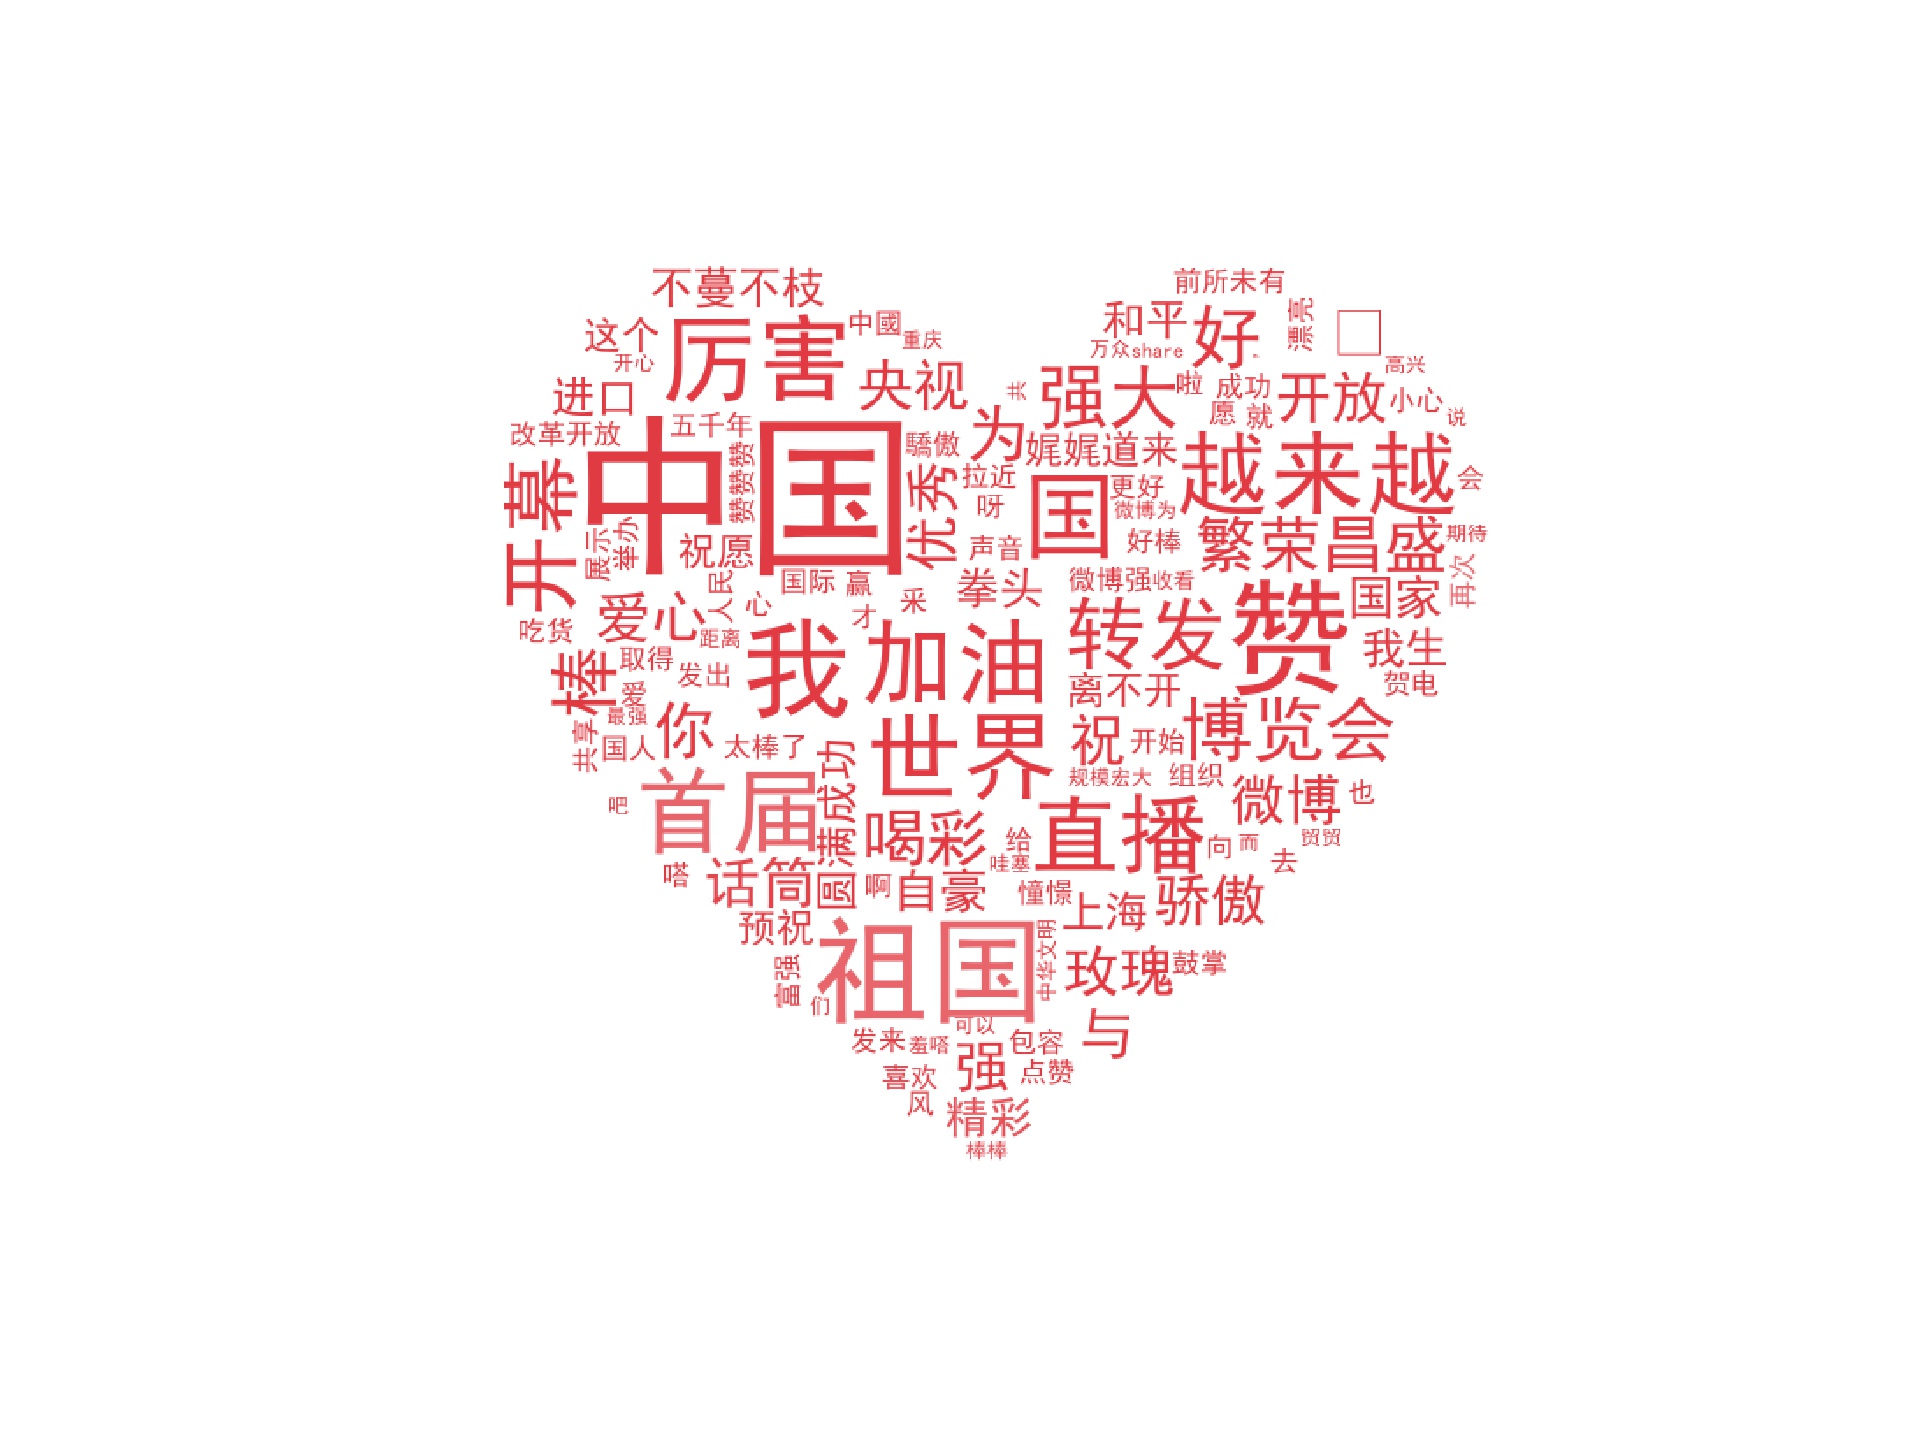 不蔓不枝
前所未有
这个
厉害
中國
重庆
和平
好
漂亮
万众share
开心
央视
高兴
进口
共
强大
啦
成功
开放
小心
愿
就
说
改革开放
五千年
为
驕傲
娓娓道来
越来越
开幕
中国
赞赞赞
优秀
拉近
呀
国
更好
微博为
会
展示
举办
祝愿
声音
好棒
繁荣昌盛
期待
国际
赢
拳头
微博强
收看
国家
再次
人民
心
才
采
爱心
吃货
距离
我
加油
转发
赞
我生
棒
取得
发出
离不开
贺电
爱
最强
你
世界
祝
开始
博览会
共享
国人
太棒了
圆满成功
规模宏大
组织
微博
也
吧
首届
喝彩
给
直播
向
而
贸贸
去
哇塞
嗒
话筒
啊
自豪
憧憬
上海
骄傲
预祝
祖国
中华文明
玫瑰
鼓掌
富强
们
可以
与
发来
羞嗒
包容
强
点赞
喜欢
风
精彩
棒棒